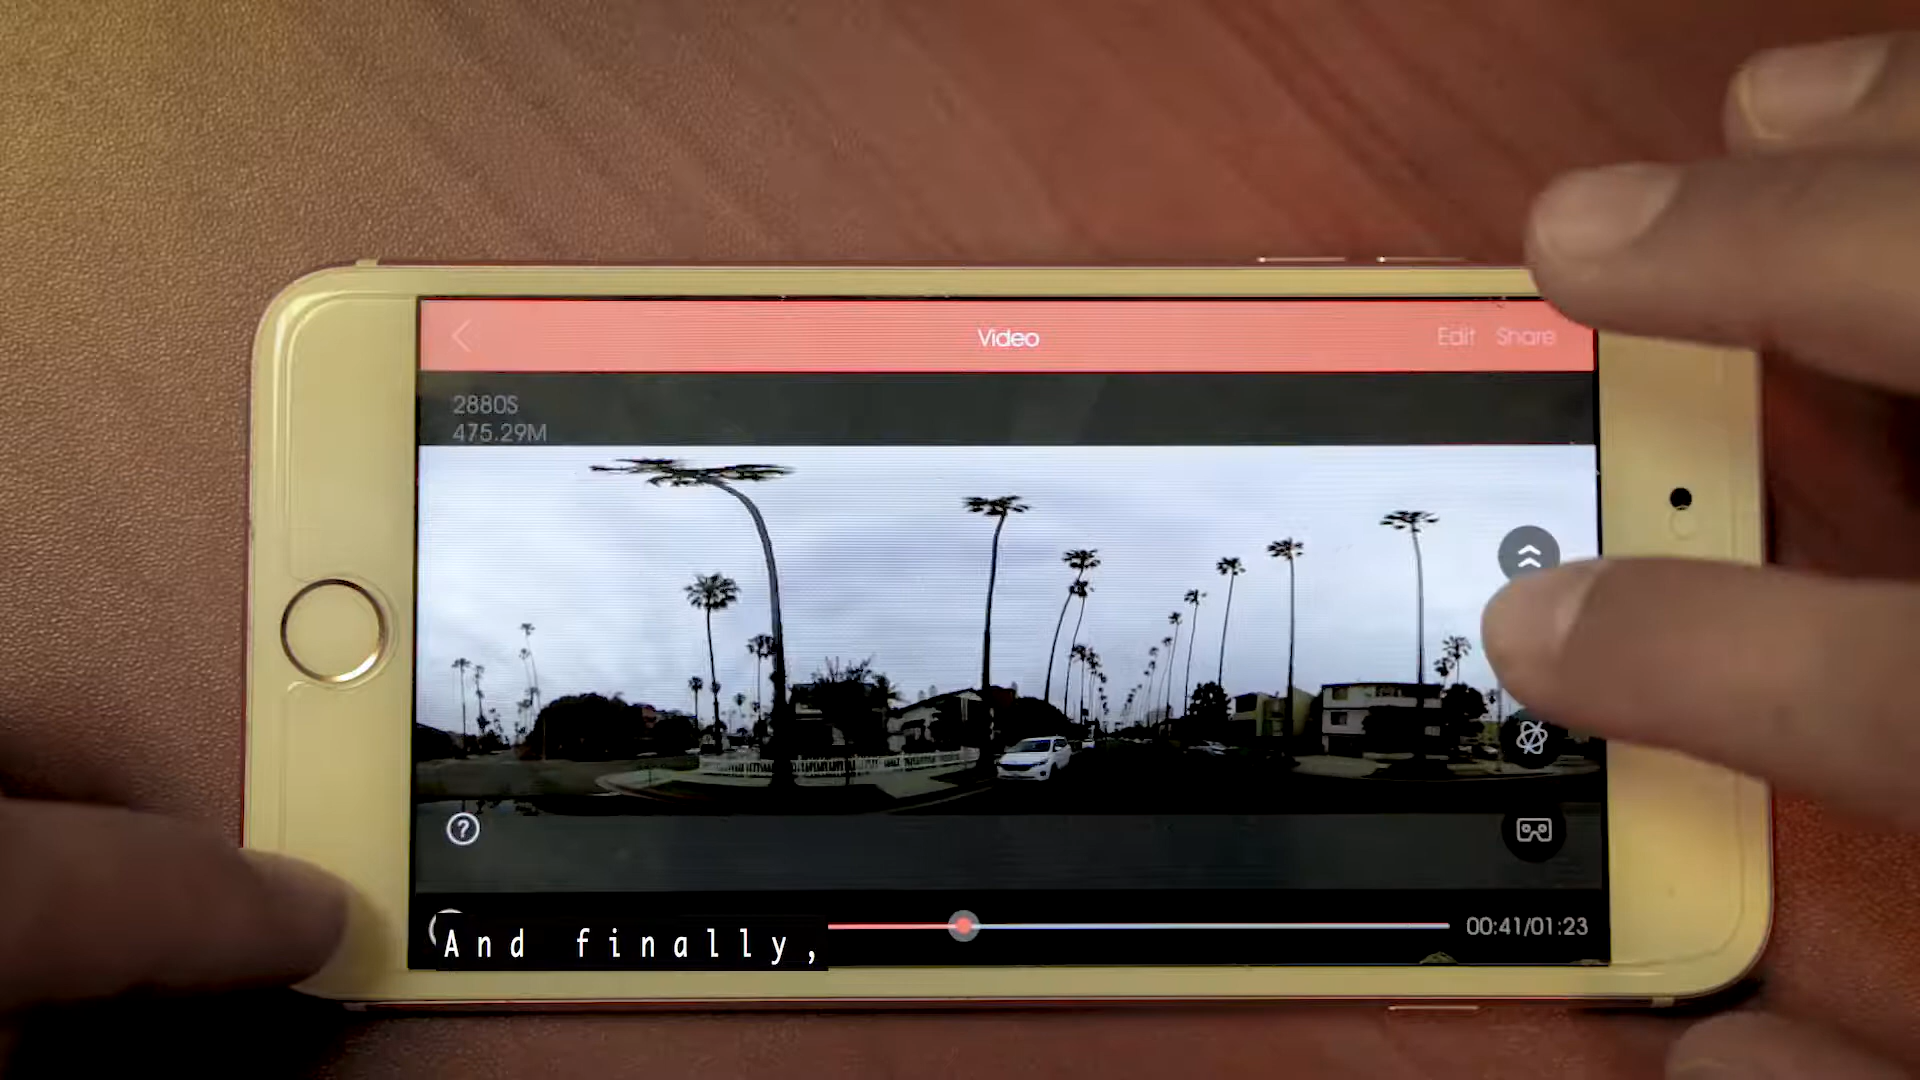 Video
Edit Share
2880S
475.29M
?
00:41/01:23
And finally,